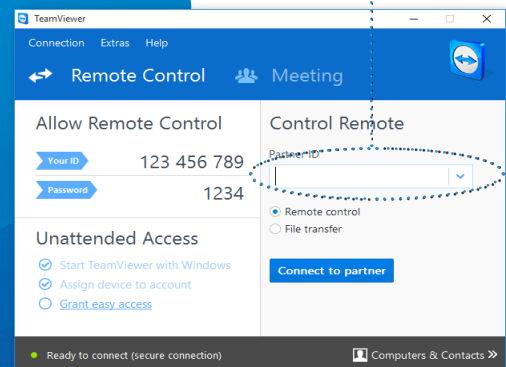 TeamViewer
Connection Extras Help
Remote Control Meeting
Allow Remote Control
Your ID 123 456 789
Password 1234
Unattended Access
Start TeamViewer with Windows
Assign device to account
Grant easy access
Control Remote
Partner ID
Remote control
File transfer
Connect to partner
Ready to connect (secure connection)
Computers & Contacts